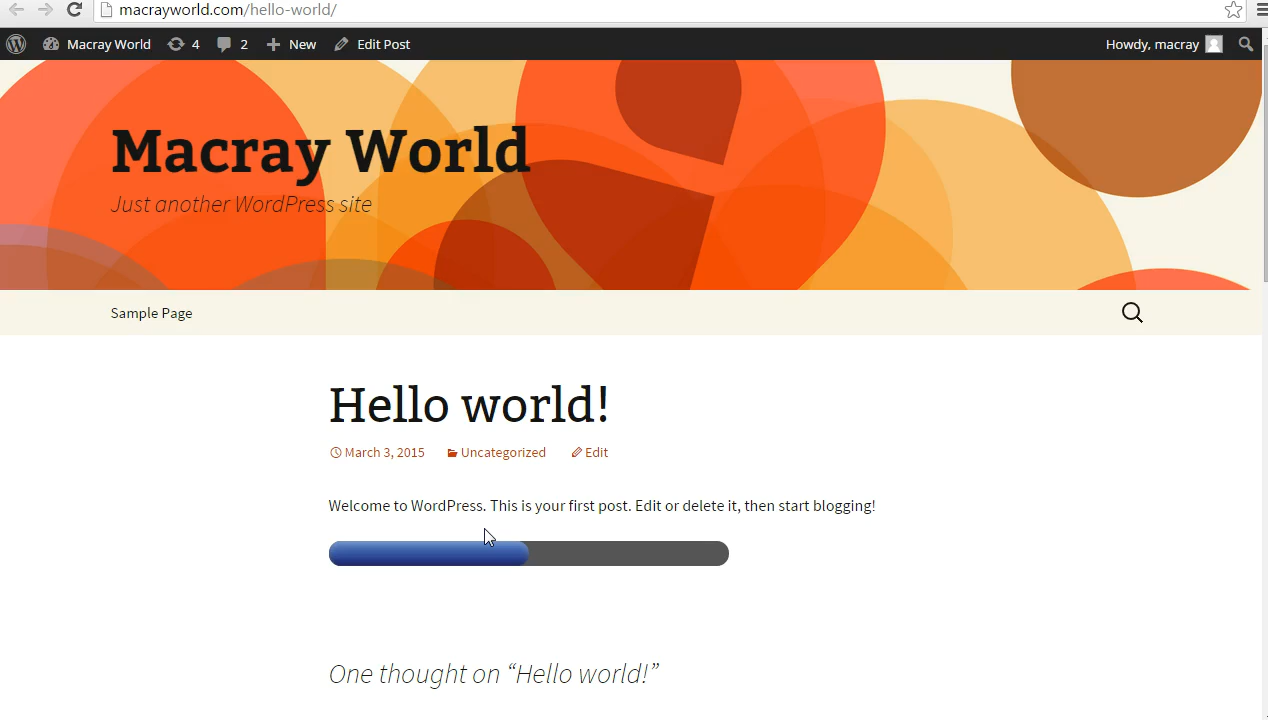 macrayworld.com/hello-world/
Macray World 4 2 New Edit Post Howdy, macray
Macray World
Just another WordPress site
Sample Page
Hello world!
March 3, 2015 Uncategorized Edit
Welcome to WordPress. This is your first post. Edit or delete it, then start blogging!
One thought on “Hello world!”